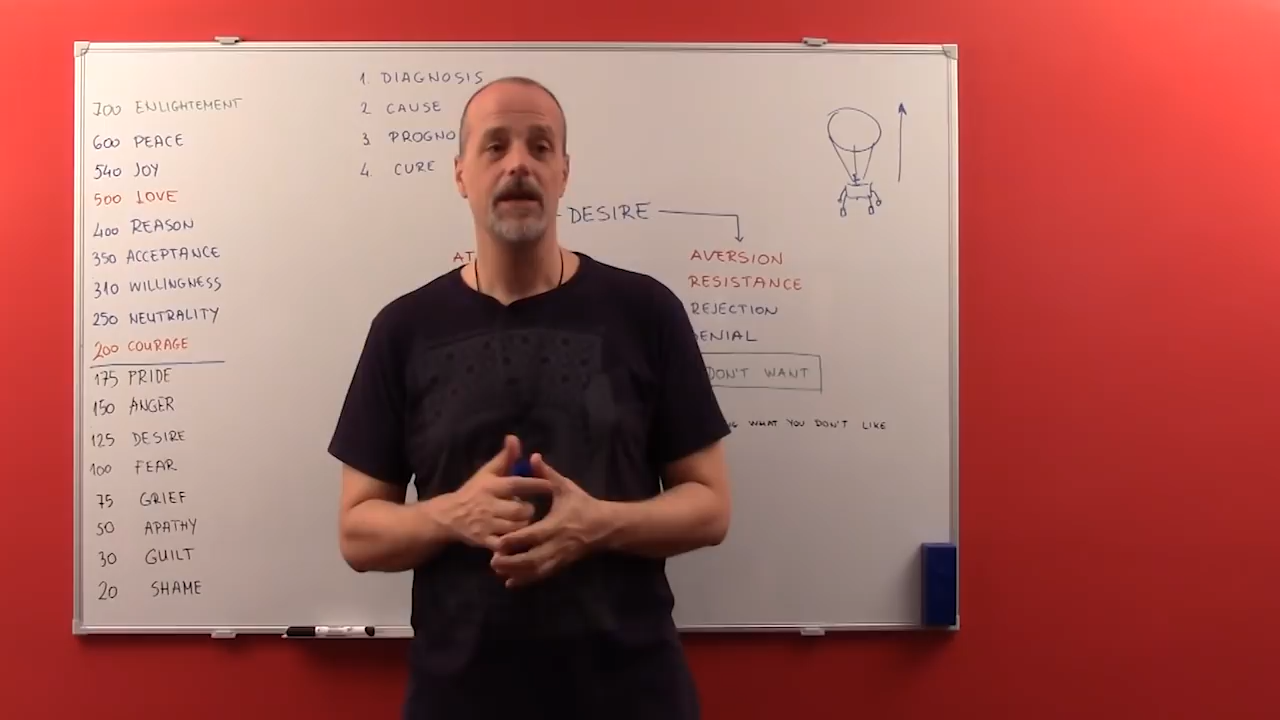 700 ENLIGHTEMENT
600 PEACE
540 JOY
500 LOVE
400 REASON
350 ACCEPTANCE
310 WILLINGNESS
250 NEUTRALITY
200 COURAGE
175 PRIDE
150 ANGER
125 DESIRE
100 FEAR
75 GRIEF
50 APATHY
30 GUILT
20 SHAME
1. DIAGNOSIS
2 CAUSE
3 PROGNO
4. CURE
DESIRE
AT
AVERSION
RESISTANCE
REJECTION
DENIAL
DON'T WANT
WHAT YOU DON'T LIKE